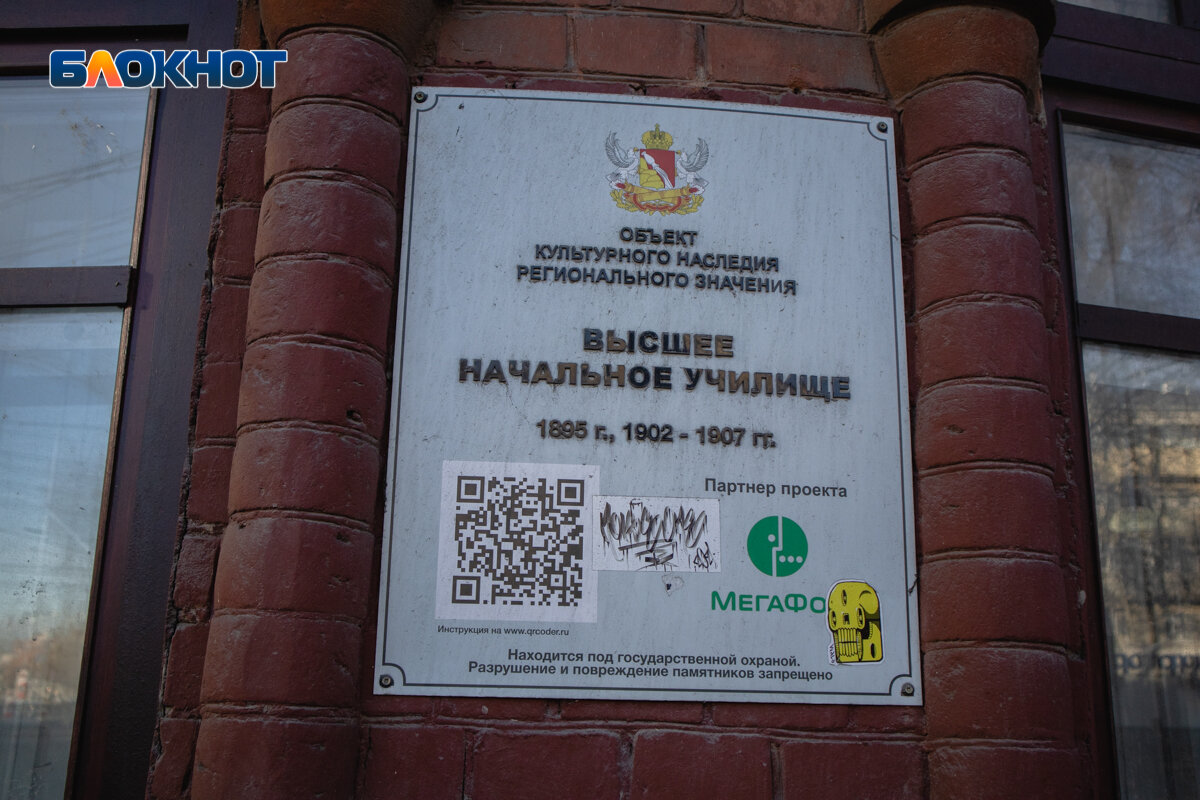 БЛОКНОТ
ОБЪЕКТ
КУЛЬТУРНОГО НАСЛЕДИЯ
РЕГИОНАЛЬНОГО ЗНАЧЕНИЯ
ВЫСШЕЕ
НАЧАЛЬНОЕ УЧИЛИЩЕ
1895 г., 1902 - 1907 гг.
Партнер проекта
МЕГАФО
Инструкция на www.qrcoder.ru
Находится под государственной охраной.
Разрушение и повреждение памятников запрещено